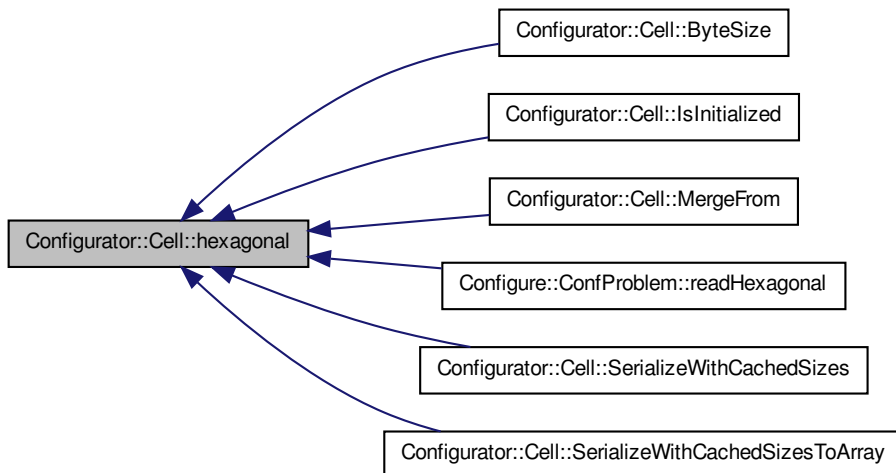 Configurator::Cell::ByteSize
Configurator::Cell::IsInitialized
Configurator::Cell::MergeFrom
Configurator::Cell::hexagonal
Configure::ConfProblem::readHexagonal
Configurator::Cell::SerializeWithCachedSizes
Configurator::Cell::SerializeWithCachedSizesToArray